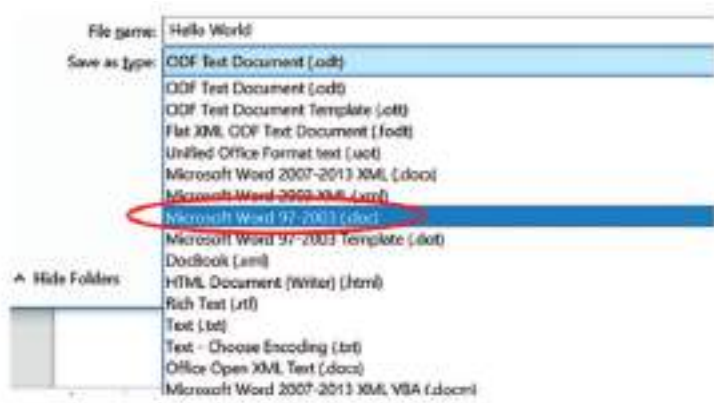 File name: Hello World
Save as type: ODF Text Document (.odt)
ODF Text Document (.odt)
ODF Text Document Template (.ott)
Flat XML ODF Text Document (.fodt)
Unified Office Format text (.uot)
Microsoft Word 2007-2013 XML (.docx)
Microsoft Word 2003 XML (.xml)
Microsoft Word 97-2003 (.doc)
Microsoft Word 97-2003 Template (.dot)
DocBook (.xml)
^ Hide Folders
HTML Document (Writer) (.html)
Rich Text (.rtf)
Text (.txt)
Text - Choose Encoding (.txt)
Office Open XML Text (.docx)
Microsoft Word 2007-2013 XML VBA (.docm)